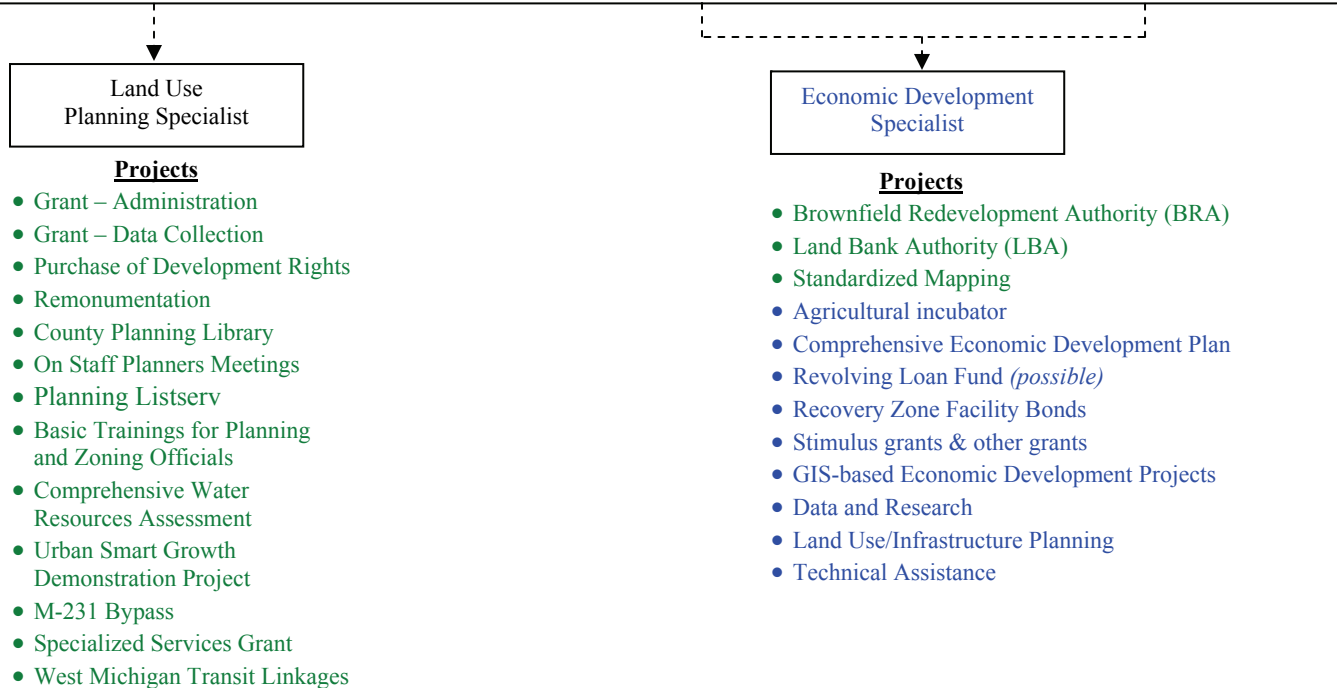 Land Use
Planning Specialist
Projects
• Grant – Administration
• Grant – Data Collection
• Purchase of Development Rights
• Remonumentation
• County Planning Library
• On Staff Planners Meetings
• Planning Listserv
• Basic Trainings for Planning
and Zoning Officials
• Comprehensive Water
Resources Assessment
• Urban Smart Growth
Demonstration Project
• M-231 Bypass
• Specialized Services Grant
• West Michigan Transit Linkages
Economic Development
Specialist
Projects
• Brownfield Redevelopment Authority (BRA)
• Land Bank Authority (LBA)
• Standardized Mapping
• Agricultural incubator
• Comprehensive Economic Development Plan
• Revolving Loan Fund (possible)
• Recovery Zone Facility Bonds
• Stimulus grants & other grants
• GIS-based Economic Development Projects
• Data and Research
• Land Use/Infrastructure Planning
• Technical Assistance